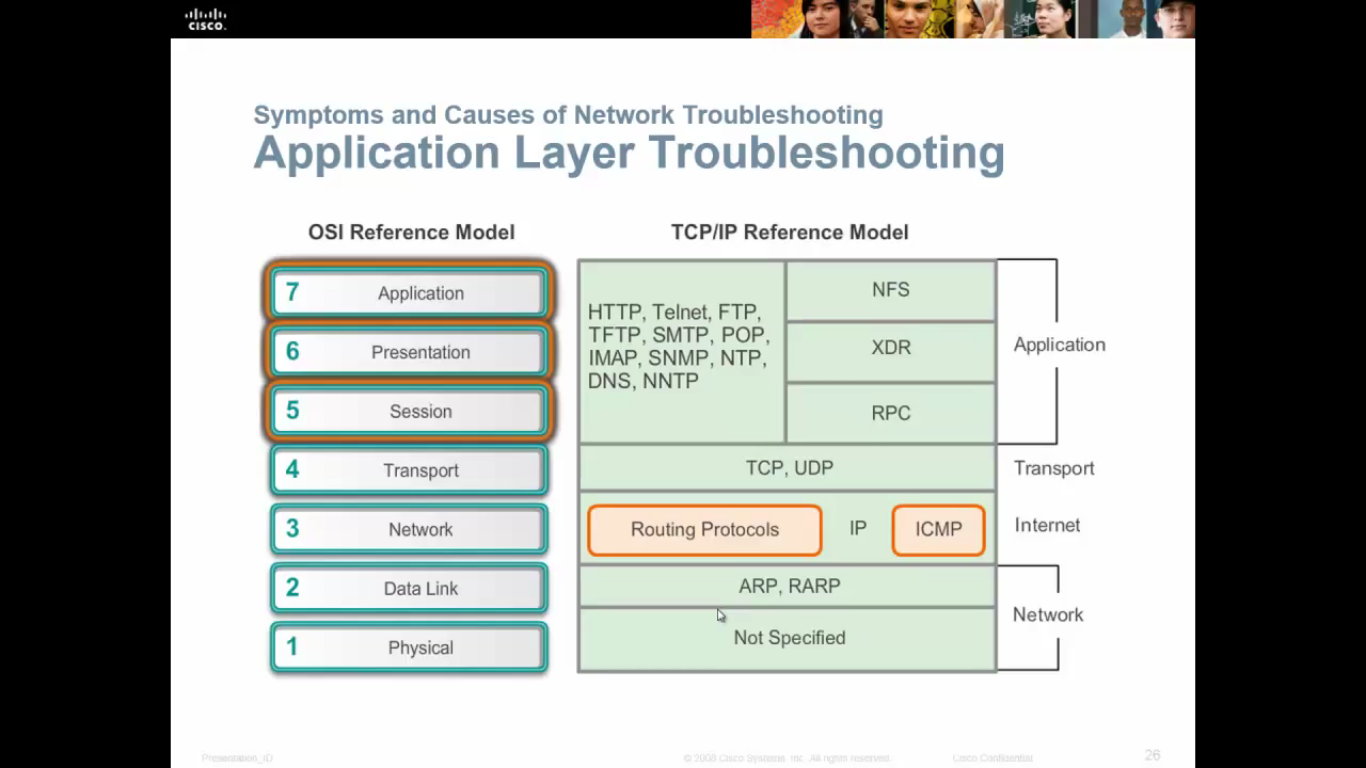 CISCO.
Symptoms and Causes of Network Troubleshooting
Application Layer Troubleshooting
OSI Reference Model
TCP/IP Reference Model
7 Application
6 Presentation
5 Session
4 Transport
3 Network
2 Data Link
1 Physical
HTTP, Telnet, FTP,
TFTP, SMTP, POP,
IMAP, SNMP, NTP,
DNS, NNTP
NFS
XDR
RPC
Application
TCP, UDP
Transport
Routing Protocols
IP
ICMP
Internet
ARP, RARP
Not Specified
Network
Presentation_ID
Cisco Systems, Inc. All rights reserved.
Cisco Confidential
26